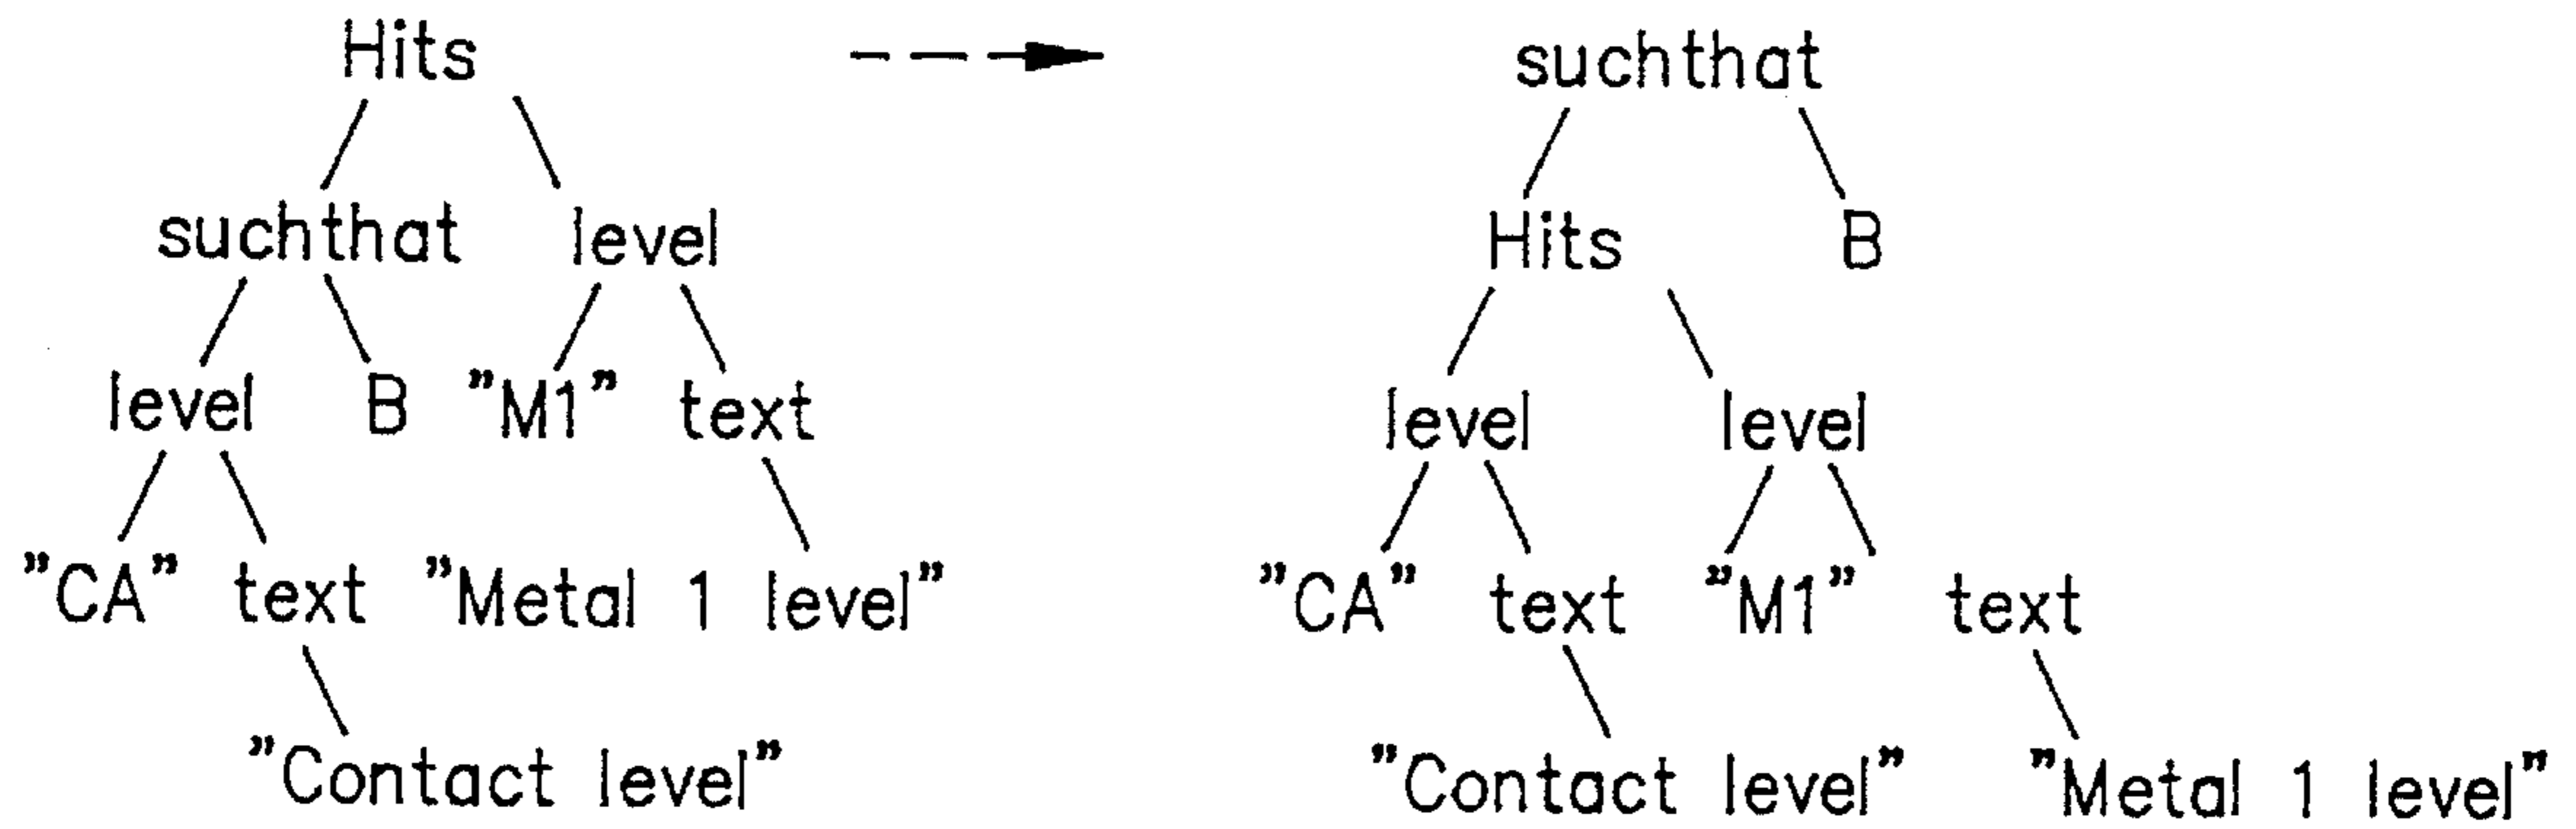 Hits
suchthat level
level B "M1" text
"CA" text "Metal 1 level"
"Contact level"
suchthat
Hits B
level level
"CA" text "M1" text
"Contact level" "Metal 1 level"